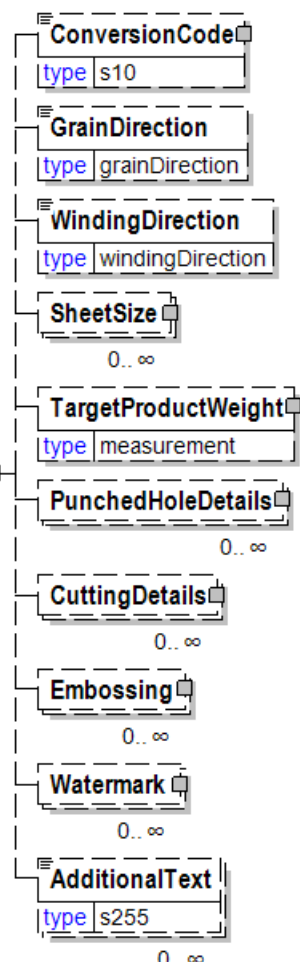 ConversionCode
type s10
GrainDirection
type grainDirection
WindingDirection
type windingDirection
SheetSize
0.. ∞
TargetProductWeight
type measurement
PunchedHoleDetails
0.. ∞
CuttingDetails
0.. ∞
Embossing
0.. ∞
Watermark
0.. ∞
AdditionalText
type s255
0.. ∞